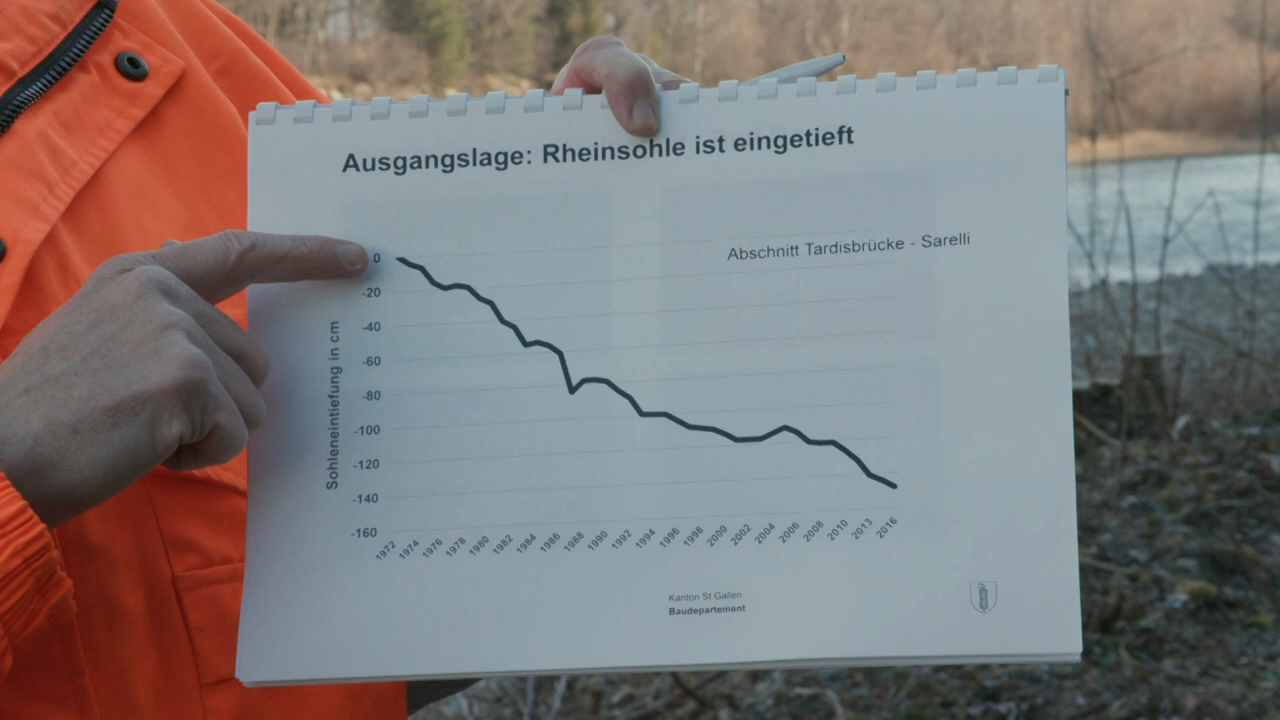 Ausgangslage: Rheinsohle ist eingetieft
Abschnitt Tardisbrücke - Sarelli
Sohleneintiefung in cm
0
-20
-40
-60
-80
-100
-120
-140
-160
1972 1974 1976 1978 1980 1982 1984 1986 1988 1990 1992 1994 1996 1998 2000 2002 2004 2006 2008 2010 2013 2016
Kanton St.Gallen
Baudepartement